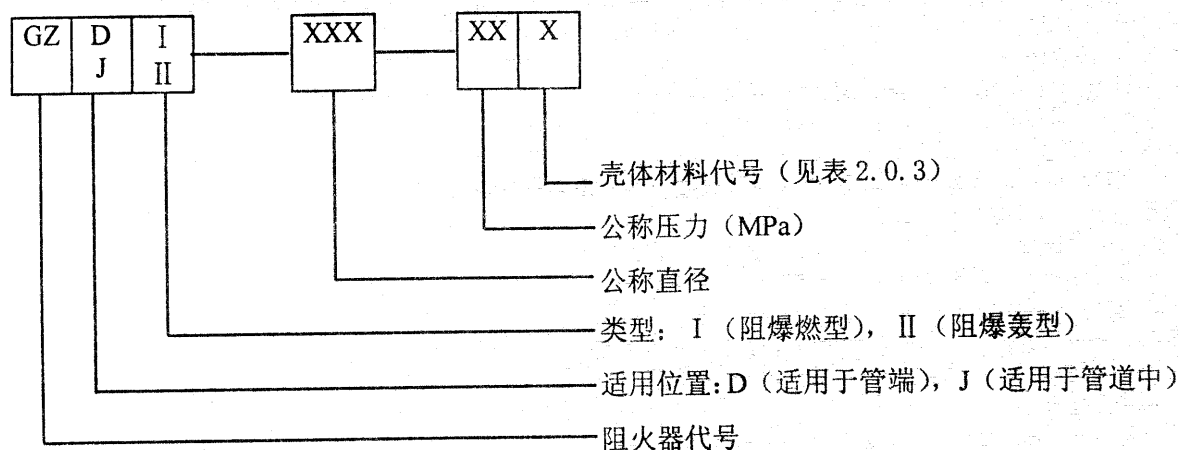 GZ D Ⅰ XXX XX X
J Ⅱ
壳体材料代号（见表 2.0.3）
公称压力（MPa）
公称直径
类型：Ⅰ（阻爆燃型），Ⅱ（阻爆轰型）
适用位置：D（适用于管端），J（适用于管道中）
阻火器代号